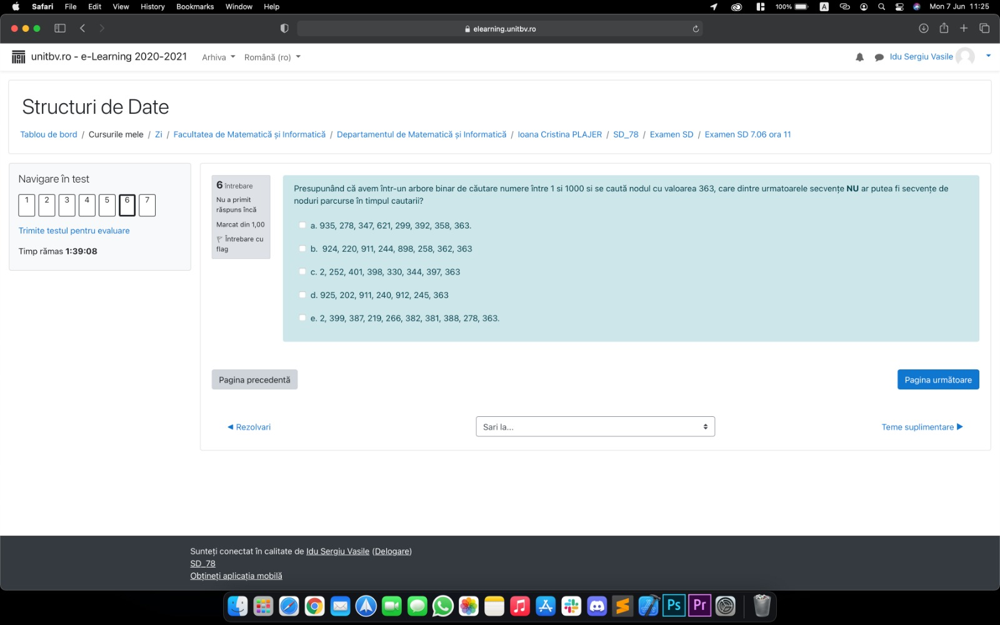 Safari File Edit View History Bookmarks Window Help 100% A Mon 7 Jun 11:25
elearning.unitbv.ro
unitbv.ro - e-Learning 2020-2021 Arhiva Română (ro) Idu Sergiu Vasile
Structuri de Date
Tablou de bord / Cursurile mele / Zi / Facultatea de Matematică și Informatică / Departamentul de Matematică și Informatică / Ioana Cristina PLAJER / SD_78 / Examen SD / Examen SD 7.06 ora 11
Navigare în test
1 2 3 4 5 6 7
Trimite testul pentru evaluare
Timp rămas 1:39:08
6 Întrebare
Nu a primit
răspuns încă
Marcat din 1,00
Întrebare cu
flag
Presupunând că avem într-un arbore binar de căutare numere între 1 si 1000 si se caută nodul cu valoarea 363, care dintre urmatoarele secvențe NU ar putea fi secvențe de
noduri parcurse în timpul cautarii?
a. 935, 278, 347, 621, 299, 392, 358, 363.
b. 924, 220, 911, 244, 898, 258, 362, 363
c. 2, 252, 401, 398, 330, 344, 397, 363
d. 925, 202, 911, 240, 912, 245, 363
e. 2, 399, 387, 219, 266, 382, 381, 388, 278, 363.
Pagina precedentă
Pagina următoare
◄ Rezolvari
Sari la...
Teme suplimentare ►
Sunteți conectat în calitate de Idu Sergiu Vasile (Delogare)
SD_78
Obțineți aplicația mobilă
Ps Pr